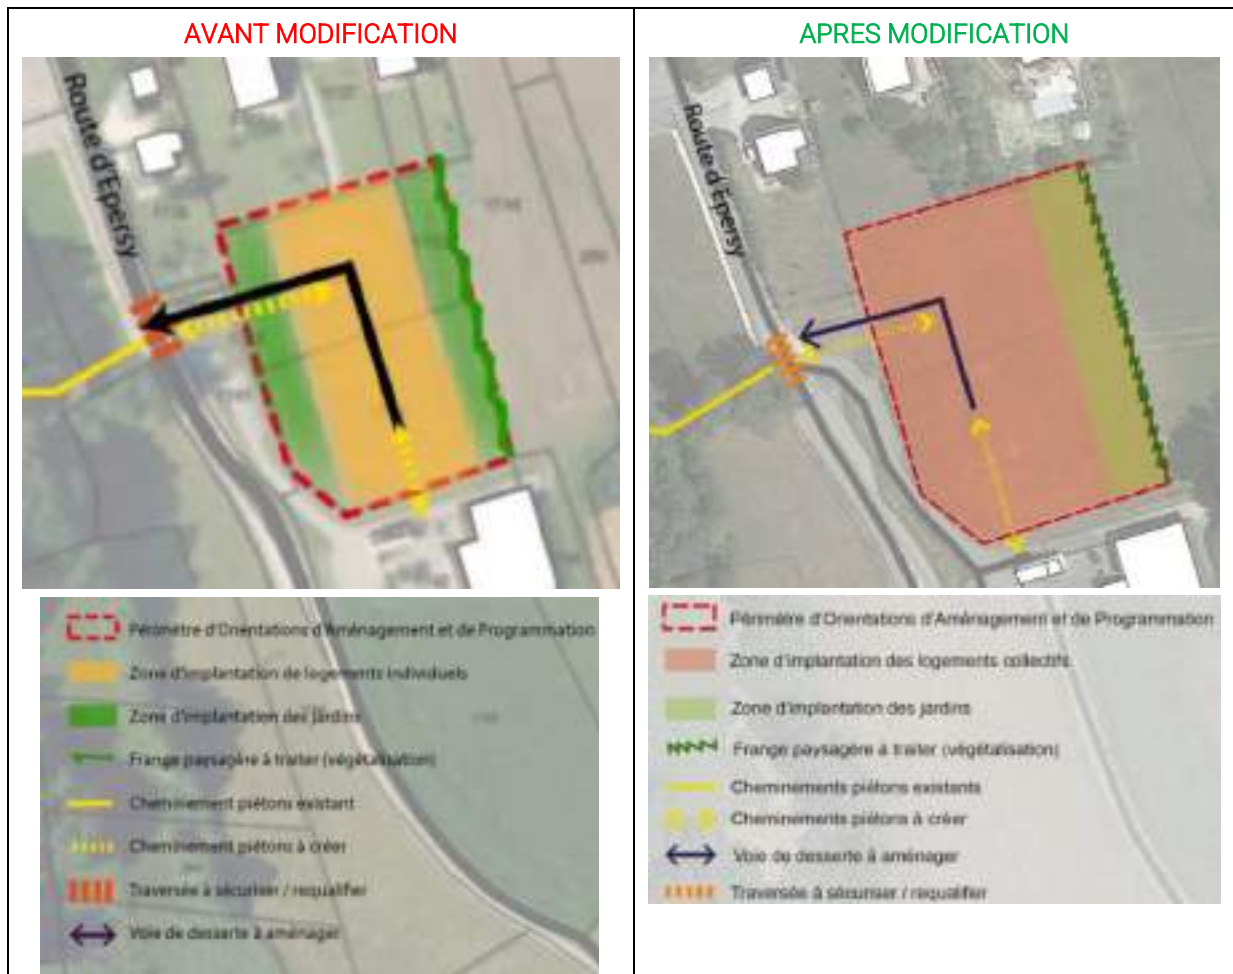 AVANT MODIFICATION
Route d'Epersy
Périmètre d'Orientations d'Aménagement et de Programmation
Zone d'implantation de logements individuels
Zone d'implantation des jardins
Frange paysagère à traiter (végétalisation)
Cheminement piétons existant
Cheminement piétons à créer
Traversée à sécuriser / requalifier
Voie de desserte à aménager
APRES MODIFICATION
Route d'Épersy
Périmètre d'Orientations d'Aménagement et de Programmation
Zone d'implantation des logements collectifs
Zone d'implantation des jardins
Frange paysagère à traiter (végétalisation)
Cheminements piétons existants
Cheminements piétons à créer
Voie de desserte à aménager
Traversée à sécuriser / requalifier